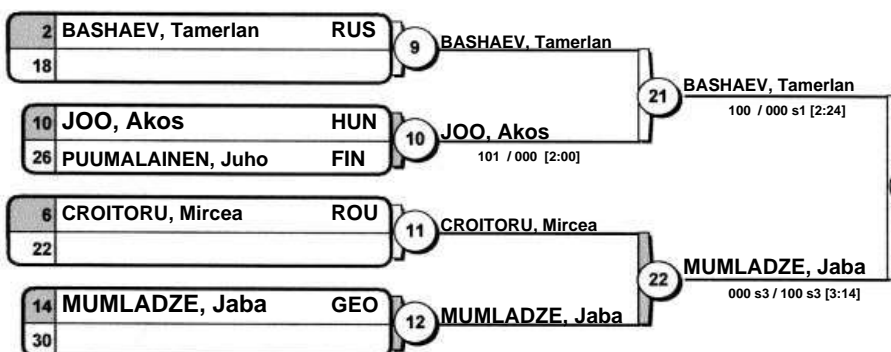 2 BASHAEV, Tamerlan RUS
18
9 BASHAEV, Tamerlan
10 JOO, Akos HUN
26 PUUMALAINEN, Juho FIN
10 JOO, Akos
101 / 000 [2:00]
21 BASHAEV, Tamerlan
100 / 000 s1 [2:24]
6 CROITORU, Mircea ROU
22
11 CROITORU, Mircea
14 MUMLADZE, Jaba GEO
30
12 MUMLADZE, Jaba
22 MUMLADZE, Jaba
000 s3 / 100 s3 [3:14]